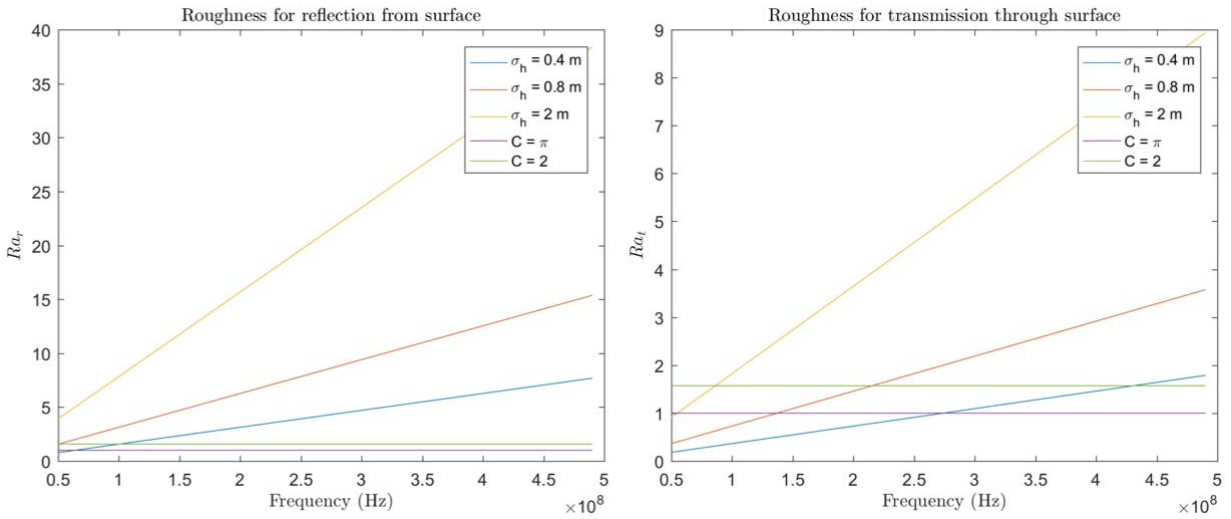 Roughness for reflection from surface
40
35
30
25
20
15
10
5
0
Ra_r
σ_h = 0.4 m
σ_h = 0.8 m
σ_h = 2 m
C = π
C = 2
0.5 1 1.5 2 2.5 3 3.5 4 4.5 5
Frequency (Hz)
×10^8
Roughness for transmission through surface
9
8
7
6
5
4
3
2
1
0
Ra_t
σ_h = 0.4 m
σ_h = 0.8 m
σ_h = 2 m
C = π
C = 2
0.5 1 1.5 2 2.5 3 3.5 4 4.5 5
Frequency (Hz)
×10^8